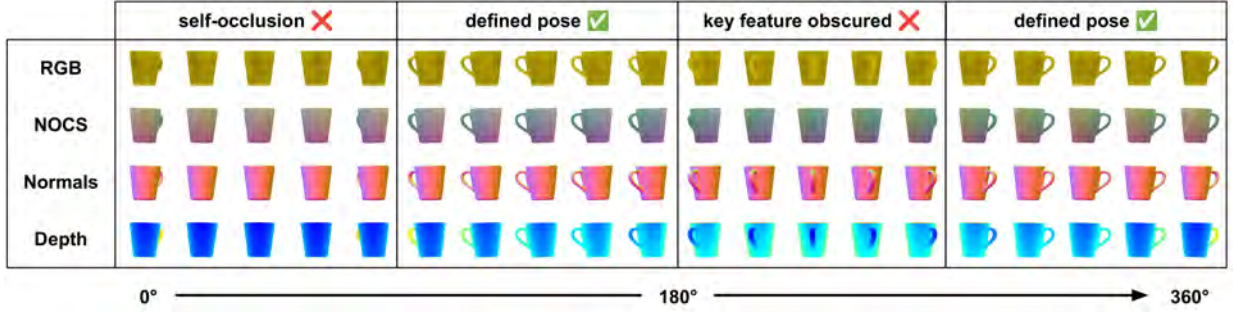 self-occlusion ❌ defined pose ✅ key feature obscured ❌ defined pose ✅
RGB
NOCS
Normals
Depth
0° 180° 360°